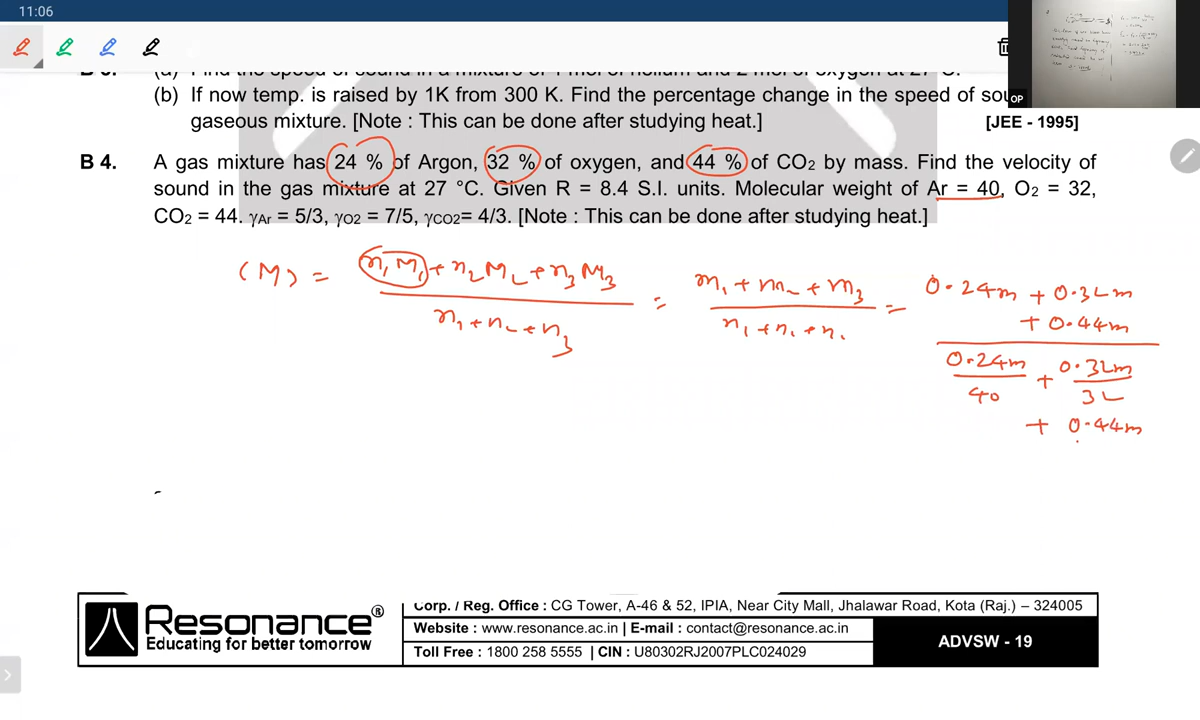 11:06
(b) If now temp. is raised by 1K from 300 K. Find the percentage change in the speed of
gaseous mixture. [Note : This can be done after studying heat.] [JEE - 1995]
OP
B 4. A gas mixture has 24 % of Argon, 32 % of oxygen, and 44 % of CO2 by mass. Find the velocity of
sound in the gas mixture at 27 °C. Given R = 8.4 S.I. units. Molecular weight of Ar = 40, O2 = 32,
CO2 = 44. γAr = 5/3, γO2 = 7/5, γCO2= 4/3. [Note : This can be done after studying heat.]
(M) = n1M1 + n2M2 + n3M3 / n1 + n2 + n3 = m1 + m2 + m3 / n1 + n2 + n3 = 0.24m + 0.32m
+ 0.44m
0.24m / 40 + 0.32m / 32
+ 0.44m
Resonance®
Educating for better tomorrow
Corp. / Reg. Office : CG Tower, A-46 & 52, IPIA, Near City Mall, Jhalawar Road, Kota (Raj.) – 324005
Website : www.resonance.ac.in | E-mail : contact@resonance.ac.in
Toll Free : 1800 258 5555 | CIN : U80302RJ2007PLC024029
ADVSW - 19